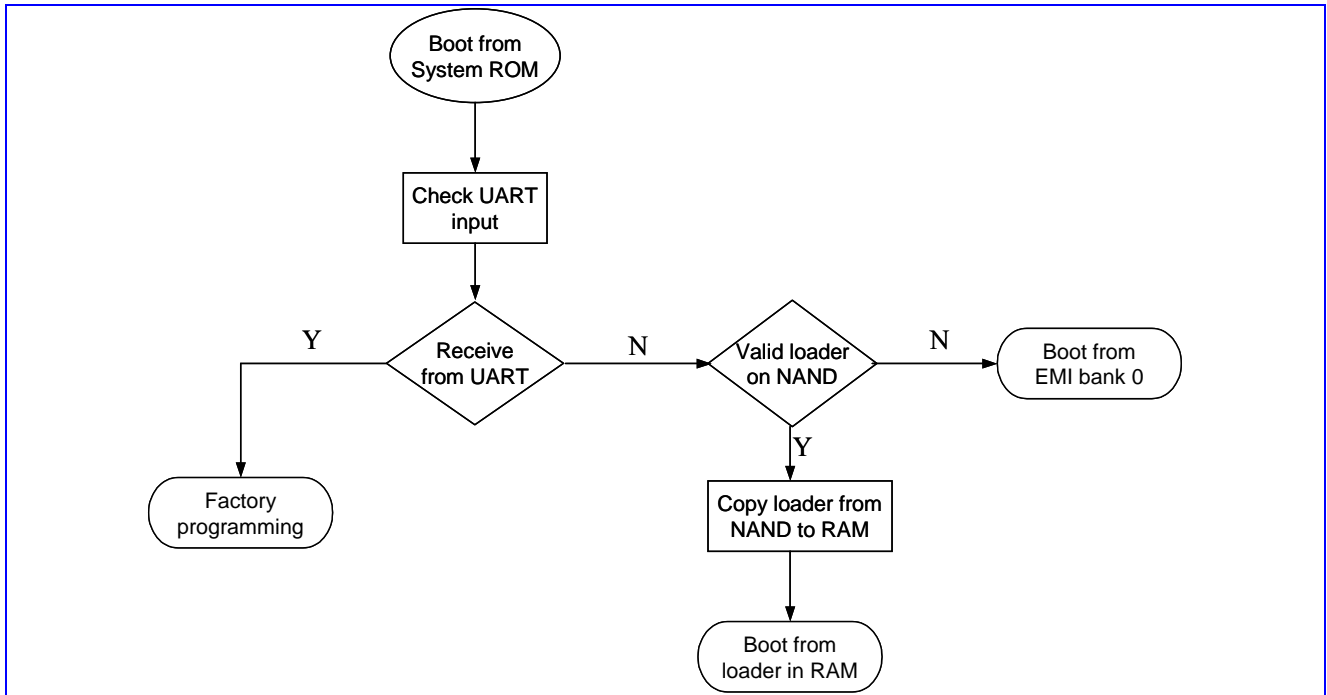 Boot from
System ROM
Check UART
input
Y
Receive
from UART
N
Valid loader
on NAND
N
Boot from
EMI bank 0
Y
Factory
programming
Copy loader from
NAND to RAM
Boot from
loader in RAM